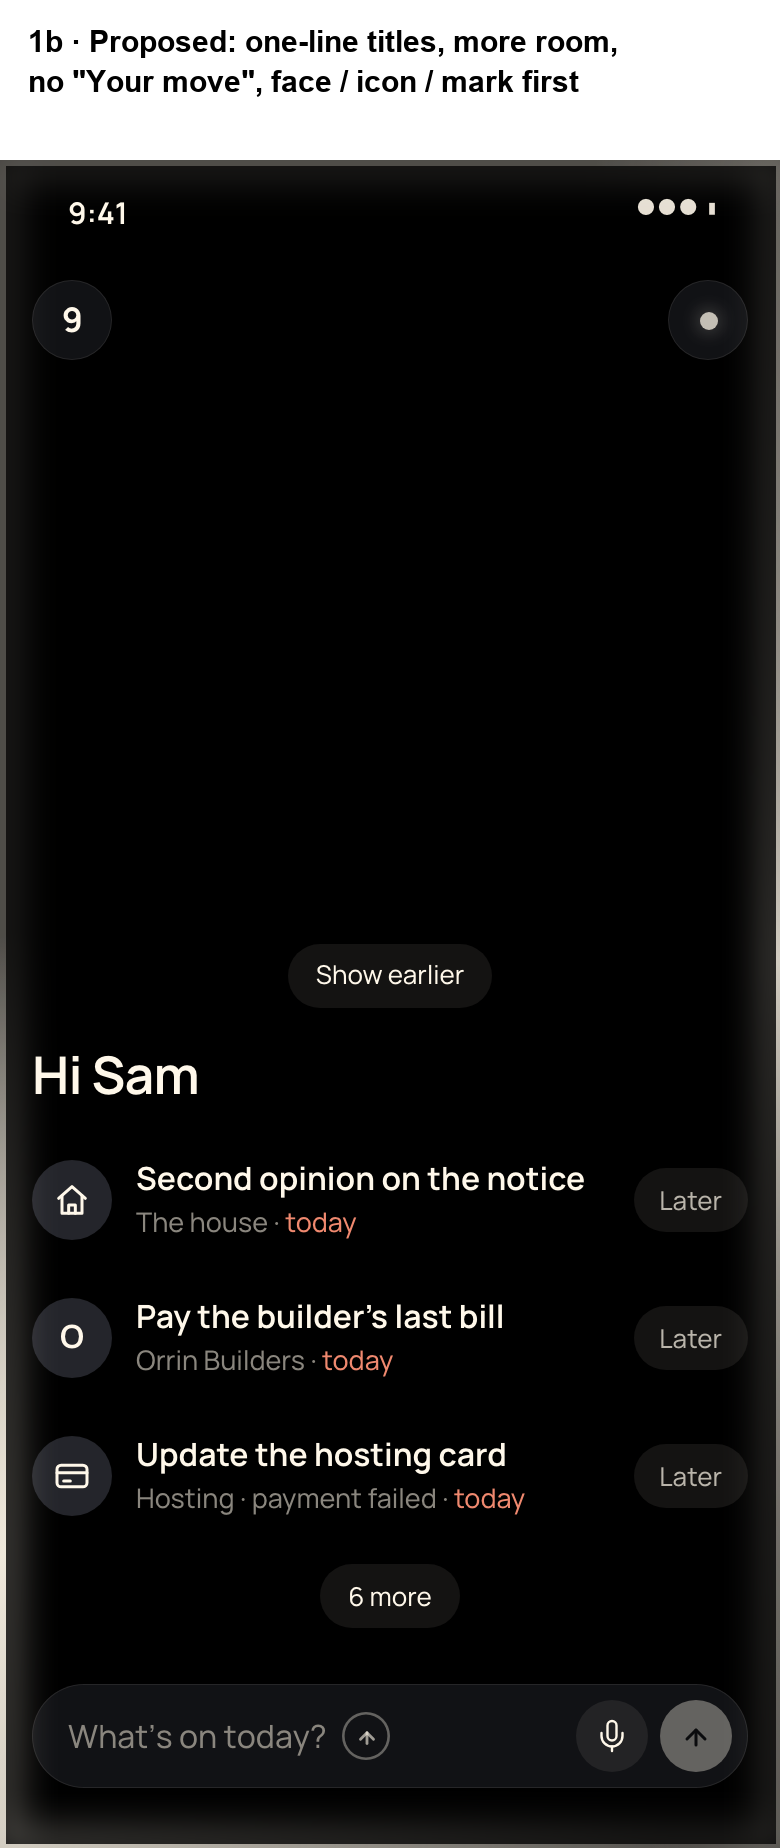 1b · Proposed: one-line titles, more room,
no "Your move", face / icon / mark first
9:41
9
Show earlier
Hi Sam
Second opinion on the notice
The house · today
Later
O
Pay the builder’s last bill
Orrin Builders · today
Later
Update the hosting card
Hosting · payment failed · today
Later
6 more
What’s on today?